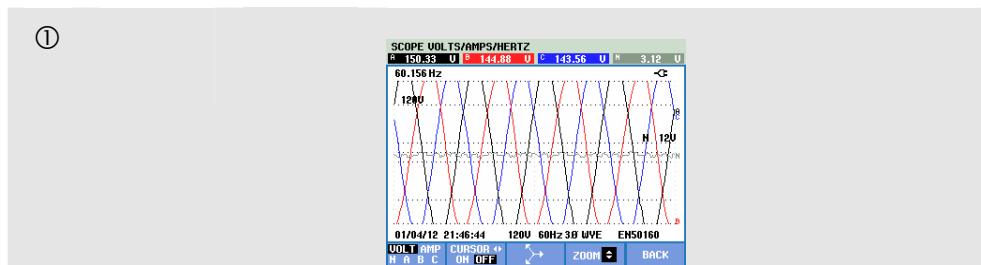 ①
SCOPE VOLTS/AMPS/HERTZ
A 150.33 V B 144.88 V C 143.56 V N 3.12 V
60.156 Hz
120V
A
C
N 12V
N
B
01/04/12 21:46:44 120V 60Hz 3Ø WYE EN50160
VOLT AMP CURSOR ZOOM BACK
N A B C ON OFF